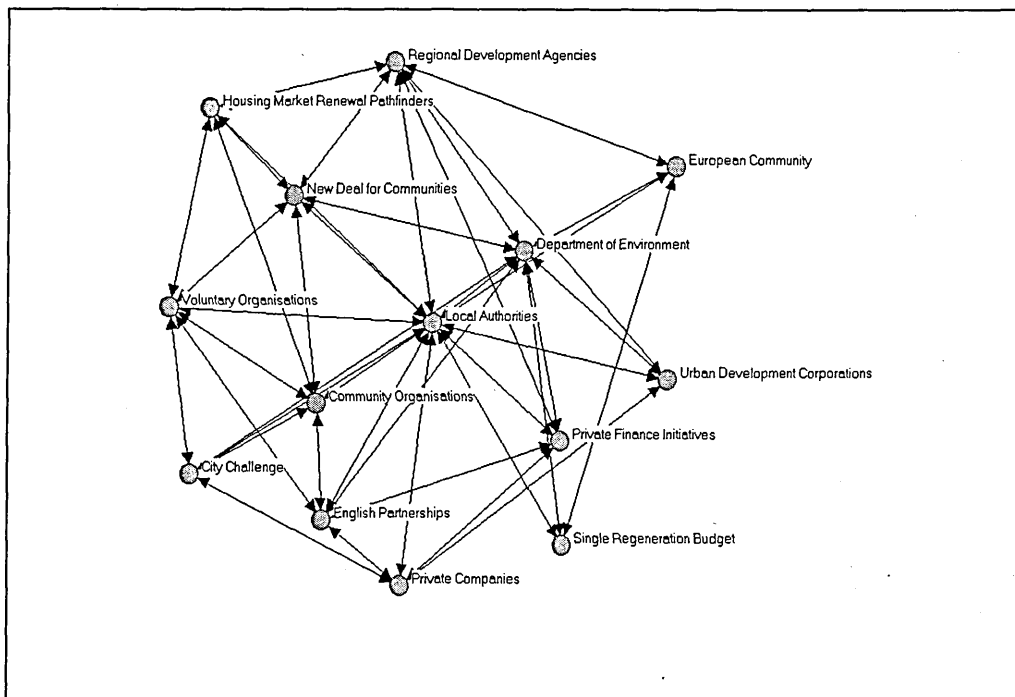 Regional Development Agencies
Housing Market Renewal Pathfinders
European Community
New Deal for Communities
Department of Environment
Voluntary Organisations
Local Authorities
Urban Development Corporations
Community Organisations
Private Finance Initiatives
City Challenge
English Partnerships
Single Regeneration Budget
Private Companies